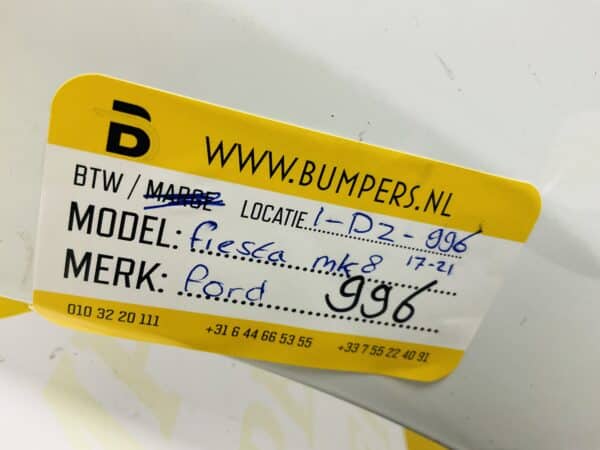 B
WWW.BUMPERS.NL
BTW / MARGE LOCATIE 1-D2-996
MODEL: fiesta mk8 17-21
MERK: ford 996
010 32 20 111 +31 6 44 66 53 55 +33 7 55 22 40 91